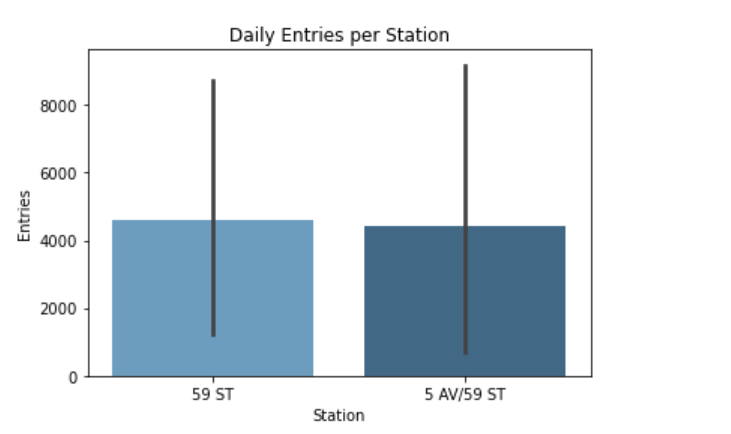 Daily Entries per Station
8000
6000
4000
2000
0
Entries
59 ST
5 AV/59 ST
Station